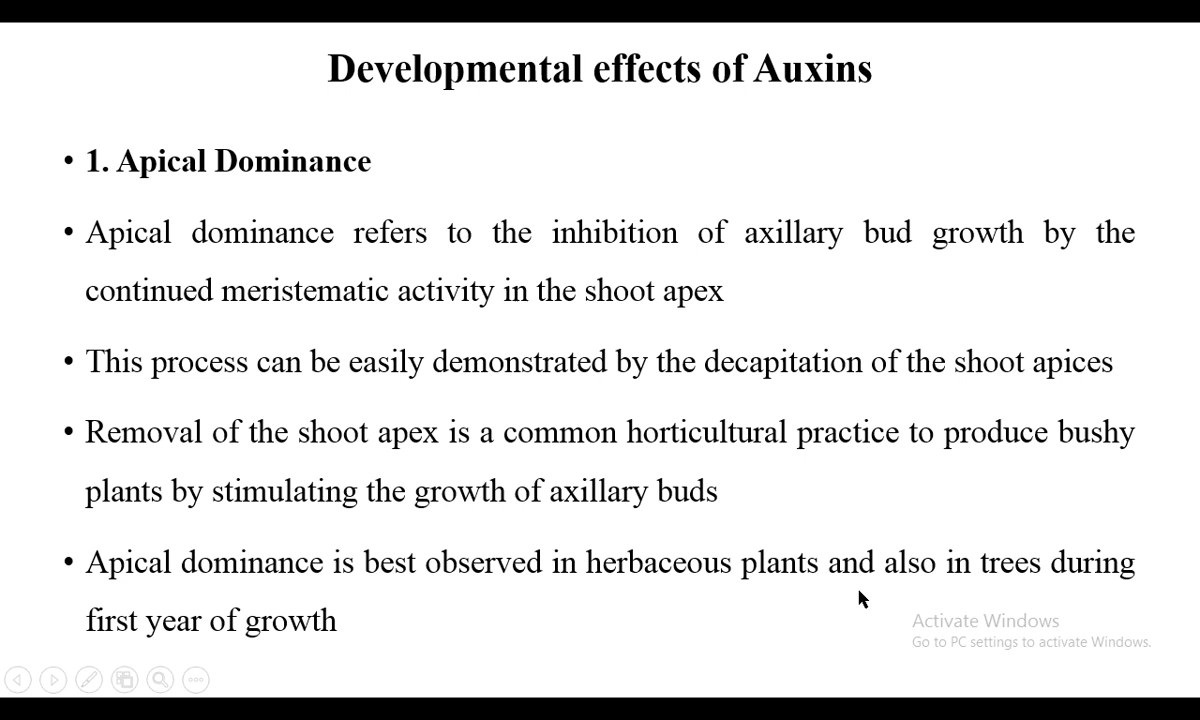 Developmental effects of Auxins
• 1. Apical Dominance
• Apical dominance refers to the inhibition of axillary bud growth by the
continued meristematic activity in the shoot apex
• This process can be easily demonstrated by the decapitation of the shoot apices
• Removal of the shoot apex is a common horticultural practice to produce bushy
plants by stimulating the growth of axillary buds
• Apical dominance is best observed in herbaceous plants and also in trees during
first year of growth
Activate Windows
Go to PC settings to activate Windows.